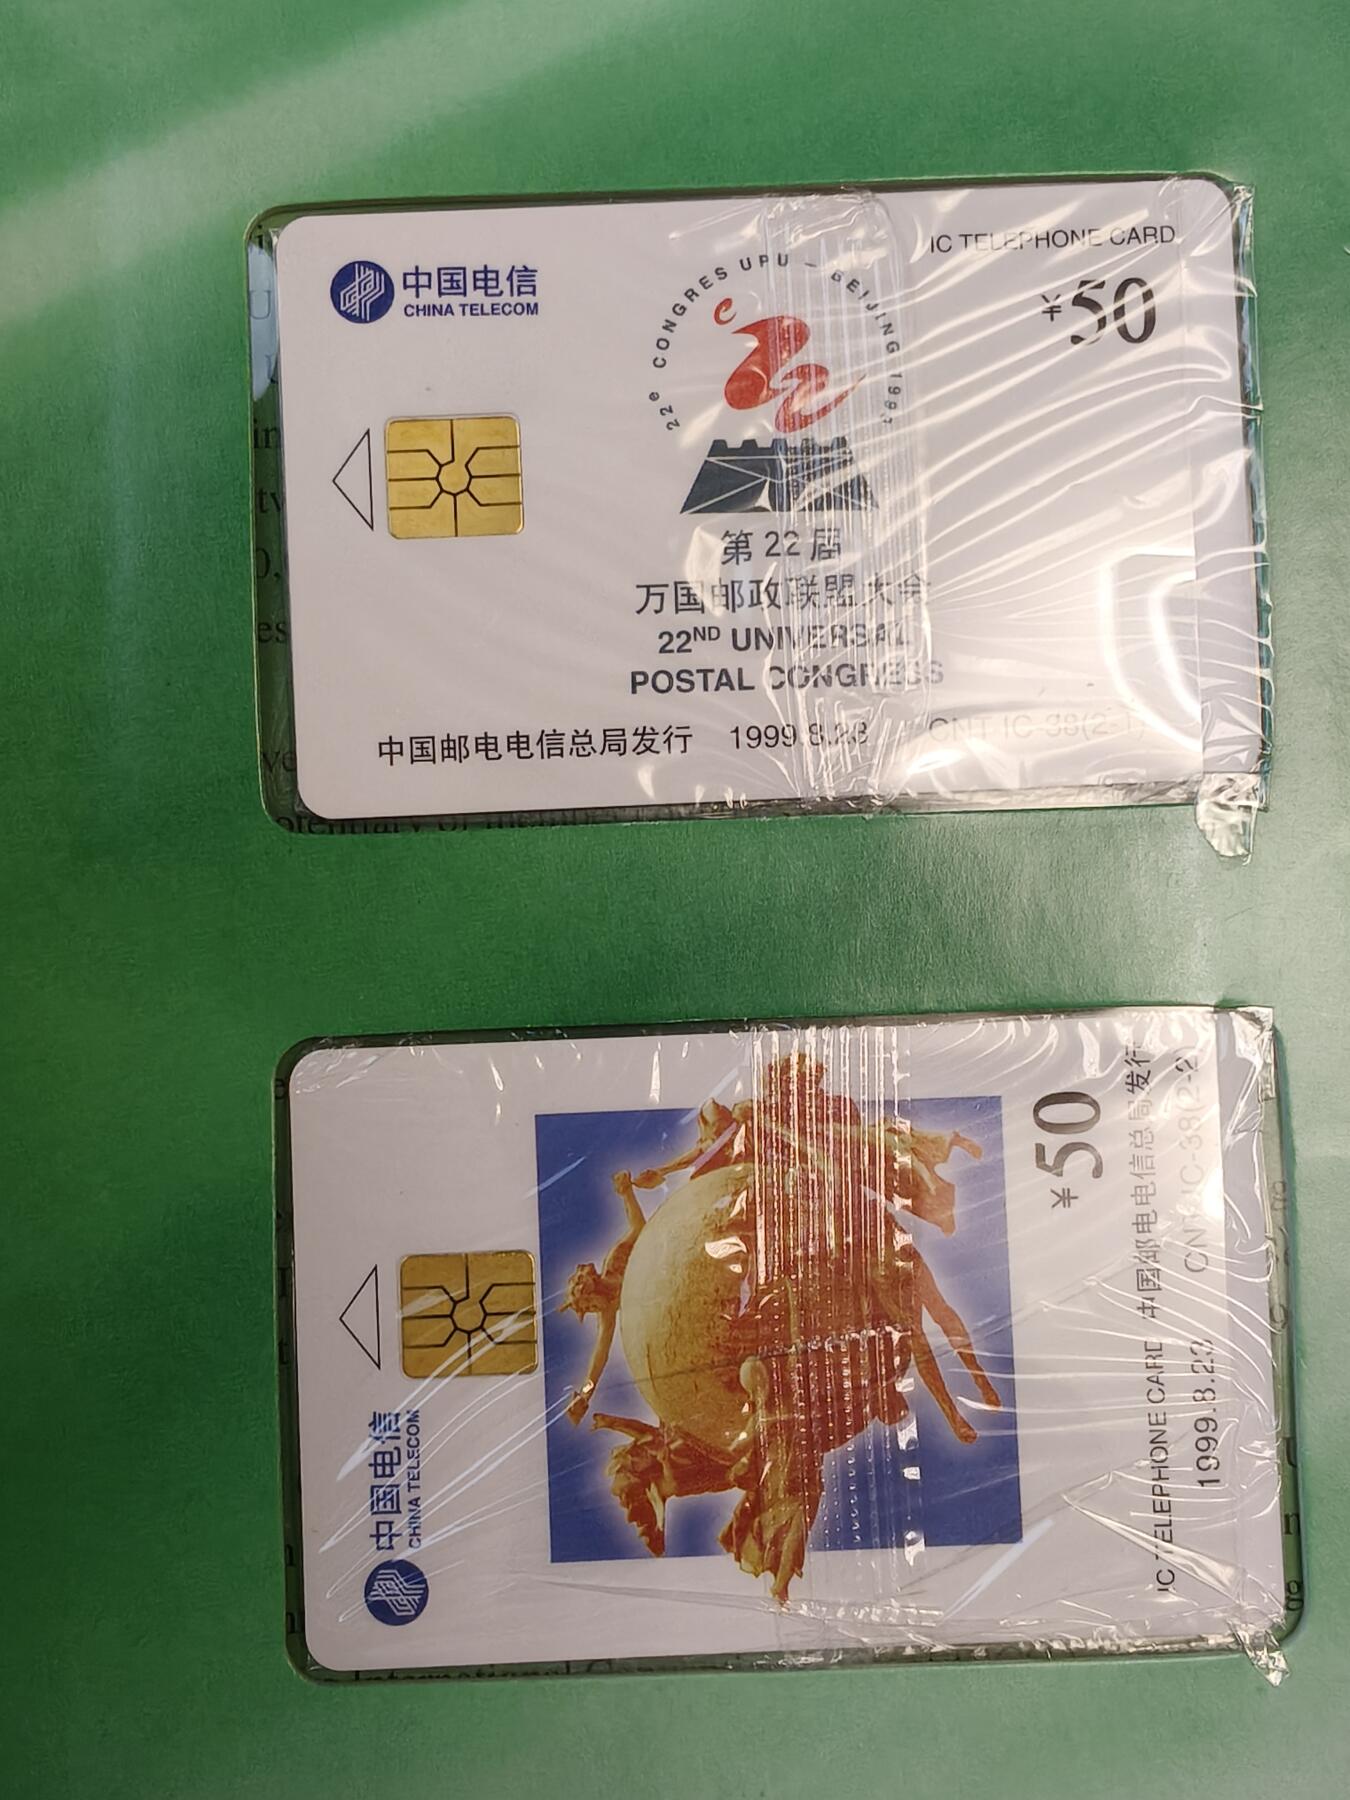 中国电信
CHINA TELECOM
IC TELEPHONE CARD
¥50
22e CONGRES UPU – BEIJING 1999
第22届
万国邮政联盟大会
22ND UNIVERSAL
POSTAL CONGRESS
中国邮电电信总局发行 1999.8.23 CNT-IC-38(2-1)
中国电信
CHINA TELECOM
¥50
IC TELEPHONE CARD 中国邮电电信总局发行
1999.8.23 CNT-IC-38(2-2)